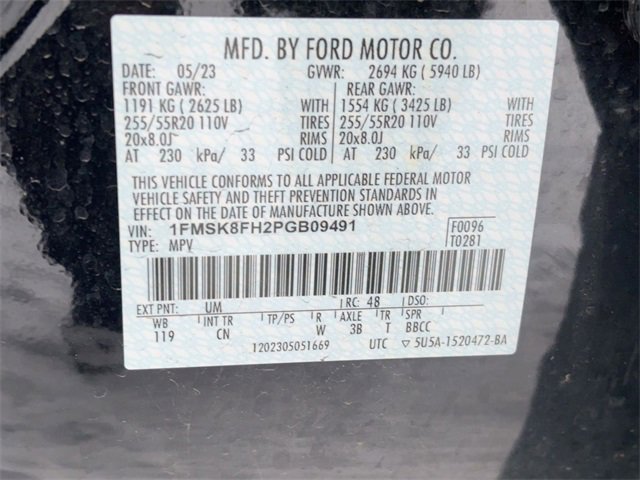 MFD. BY FORD MOTOR CO.
DATE: 05/23 GVWR: 2694 KG ( 5940 LB)
FRONT GAWR: REAR GAWR:
1191 KG ( 2625 LB) WITH 1554 KG ( 3425 LB) WITH
255/55R20 110V TIRES 255/55R20 110V TIRES
20x8.0J RIMS 20x8.0J RIMS
AT 230 kPa/ 33 PSI COLD AT 230 kPa/ 33 PSI COLD
THIS VEHICLE CONFORMS TO ALL APPLICABLE FEDERAL MOTOR
VEHICLE SAFETY AND THEFT PREVENTION STANDARDS IN
EFFECT ON THE DATE OF MANUFACTURE SHOWN ABOVE.
VIN: 1FMSK8FH2PGB09491 F0096
TYPE: MPV T0281
EXT PNT: UM RC: 48 DSO:
WB INT TR TP/PS R AXLE TR SPR
119 CN W 3B T BBCC
1202305051669 UTC ▽ 5U5A-1520472-BA